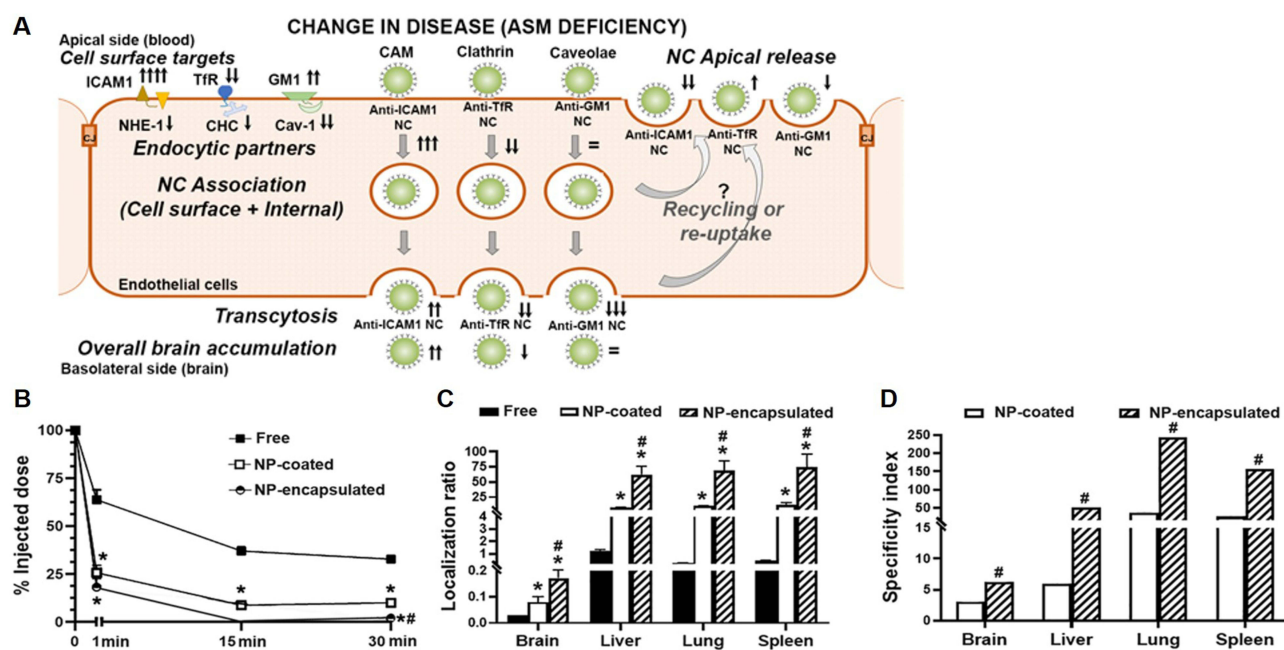 A
CHANGE IN DISEASE (ASM DEFICIENCY)
Apical side (blood)
Cell surface targets
ICAM1 ↑↑↑↑ TfR ↓↓ GM1 ↑↑
NHE-1 ↓ CHC ↓ Cav-1 ↓↓
Endocytic partners
CAM Clathrin Caveolae
Anti-ICAM1 NC
Anti-TfR NC
Anti-GM1 NC
↑↑↑ ↓↓ =
NC Apical release
↓↓ ↑ ↓
Anti-ICAM1 NC
Anti-TfR NC
Anti-GM1 NC
CJ
CJ
NC Association
(Cell surface + Internal)
?
Recycling or
re-uptake
Endothelial cells
Transcytosis
↑↑ ↓↓ ↓↓↓
Anti-ICAM1 NC Anti-TfR NC Anti-GM1 NC
Overall brain accumulation ↑↑ ↓ =
Basolateral side (brain)
B
% Injected dose
100
75
50
25
0
0 1min 15min 30min
Free
NP-coated
NP-encapsulated
*
*
*
*
*#
C
Free NP-coated NP-encapsulated
Localization ratio
100
75
50
25
4
3
2
1
0.2
0.1
0.0
* # *
* # *
* # *
* # *
Brain Liver Lung Spleen
D
NP-coated NP-encapsulated
Specificity index
250
200
150
100
50
15
10
5
0
# # # #
Brain Liver Lung Spleen